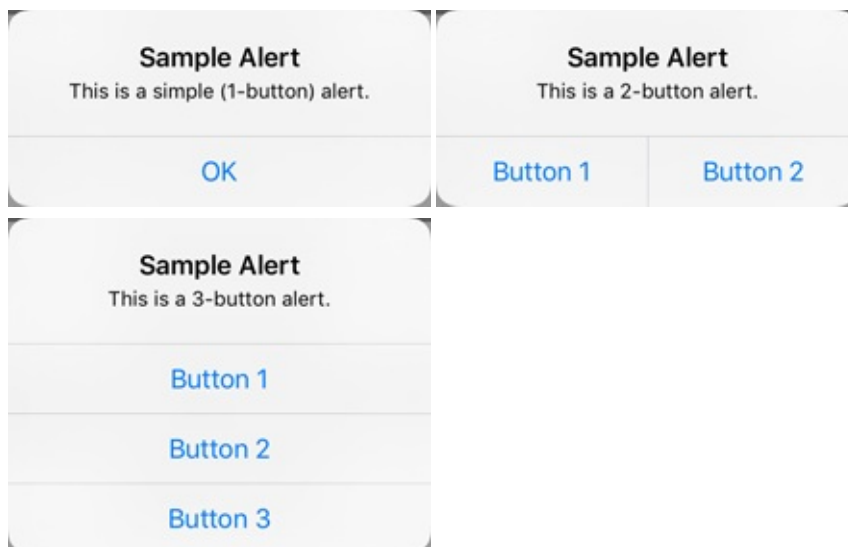 Sample Alert
This is a simple (1-button) alert.
OK
Sample Alert
This is a 2-button alert.
Button 1 Button 2
Sample Alert
This is a 3-button alert.
Button 1
Button 2
Button 3